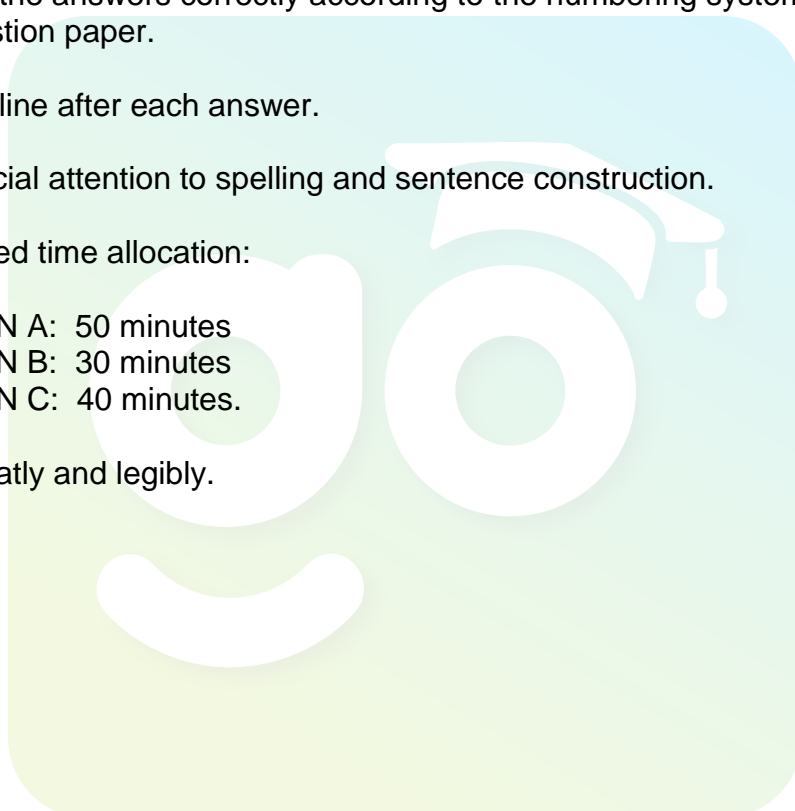 the answers correctly according to the numbering system
stion paper.
line after each answer.
cial attention to spelling and sentence construction.
ed time allocation:
N A: 50 minutes
N B: 30 minutes
N C: 40 minutes.
atly and legibly.
go